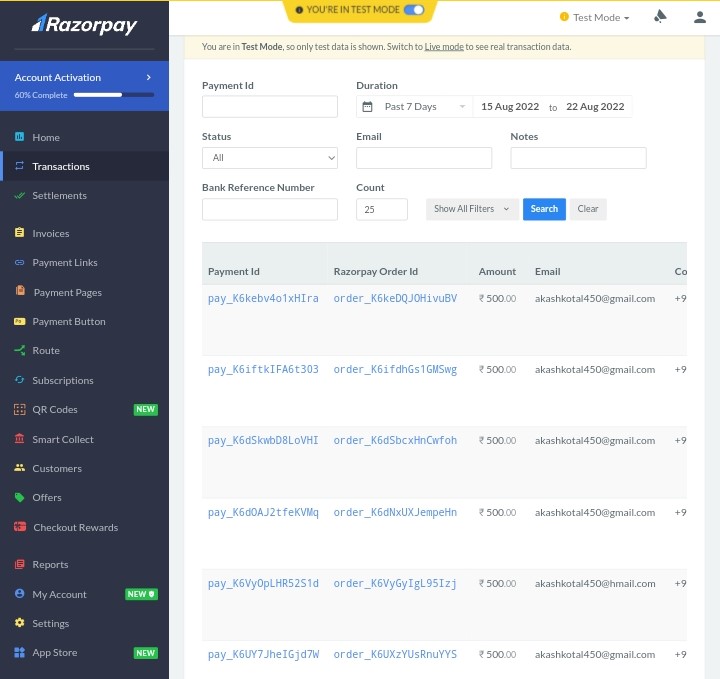 YOU'RE IN TEST MODE
Razorpay
Test Mode
You are in Test Mode, so only test data is shown. Switch to Live mode to see real transaction data.
Account Activation
60% Complete
Home
Transactions
Settlements
Invoices
Payment Links
Payment Pages
Payment Button
Route
Subscriptions
QR Codes NEW
Smart Collect
Customers
Offers
Checkout Rewards
Reports
My Account NEW
Settings
App Store NEW
Payment Id Duration
Past 7 Days 15 Aug 2022 to 22 Aug 2022
Status Email Notes
All
Bank Reference Number Count
25 Show All Filters Search Clear
Payment Id Razorpay Order Id Amount Email Co
pay_K6kebv4o1xHIra order_K6keDQJOHivuBV ₹ 500.00 akashkotal450@gmail.com +9
pay_K6iftkIFA6t3O3 order_K6ifdhGs1GMSwg ₹ 500.00 akashkotal450@gmail.com +9
pay_K6dSkwbD8LoVHI order_K6dSbcxHnCwfoh ₹ 500.00 akashkotal450@gmail.com +9
pay_K6dOAJ2tfeKVMq order_K6dNxUXJempeHn ₹ 500.00 akashkotal450@gmail.com +9
pay_K6VyOpLHR52S1d order_K6VyGyIgL95Izj ₹ 500.00 akashkotal450@hmail.com +9
pay_K6UY7JheIGjd7W order_K6UXzYUsRnuYYS ₹ 500.00 akashkotal450@gmail.com +9